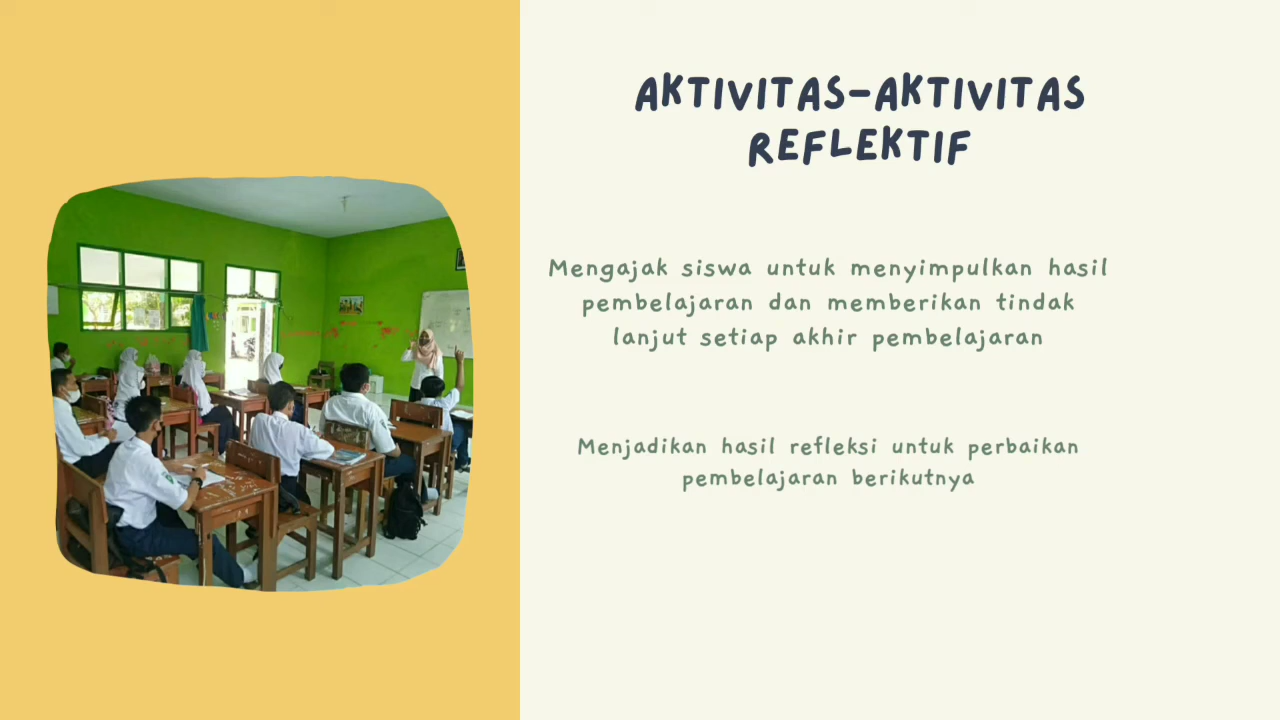 AKTIVITAS-AKTIVITAS
REFLEKTIF
Mengajak siswa untuk menyimpulkan hasil
pembelajaran dan memberikan tindak
lanjut setiap akhir pembelajaran
Menjadikan hasil refleksi untuk perbaikan
pembelajaran berikutnya